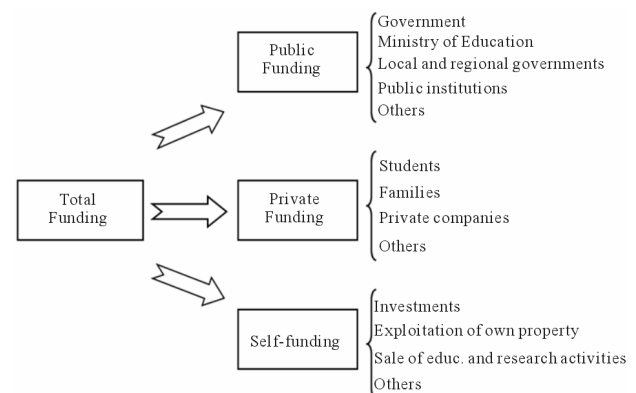 Public
Funding
Government
Ministry of Education
Local and regional governments
Public institutions
Others
Total
Funding
Private
Funding
Students
Families
Private companies
Others
Self-funding
Investments
Exploitation of own property
Sale of educ. and research activities
Others